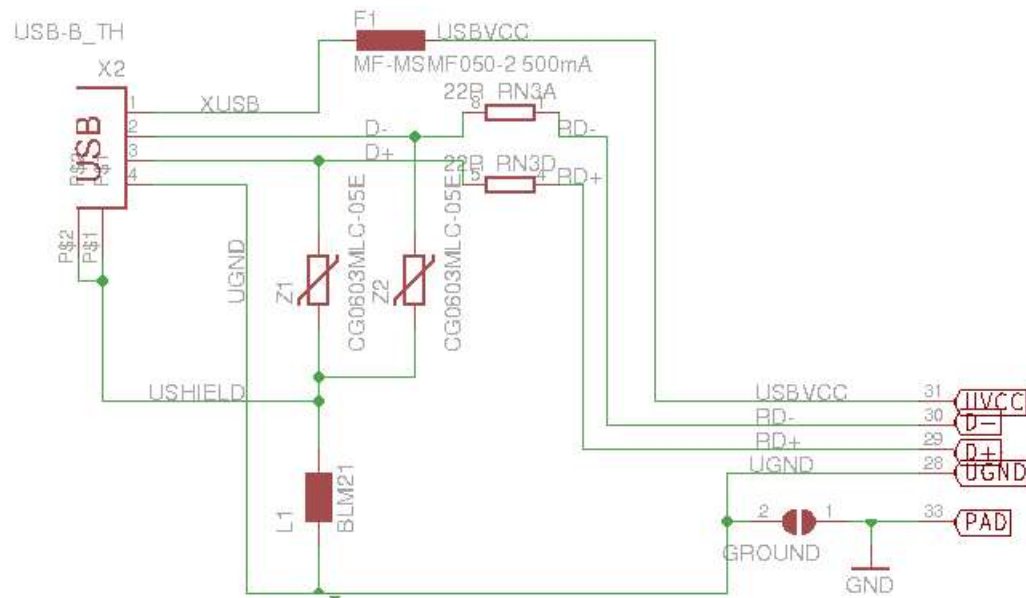 F1
USBVCC
USB-B_TH
MF-MSMF050-2 500mA
X2
22R RN3A
1
XUSB
8
1
2
D-
RD-
3
D+
22R RN3D
4
5
4
RD+
USB
P$2
P$1
P$2
P$1
UGND
Z1
CG0603MLC-05E
Z2
CG0603MLC-05E
USHIELD
USBVCC
31
UVCC
RD-
30
D-
RD+
29
D+
UGND
28
UGND
L1
BLM21
2
1
33
PAD
GROUND
GND